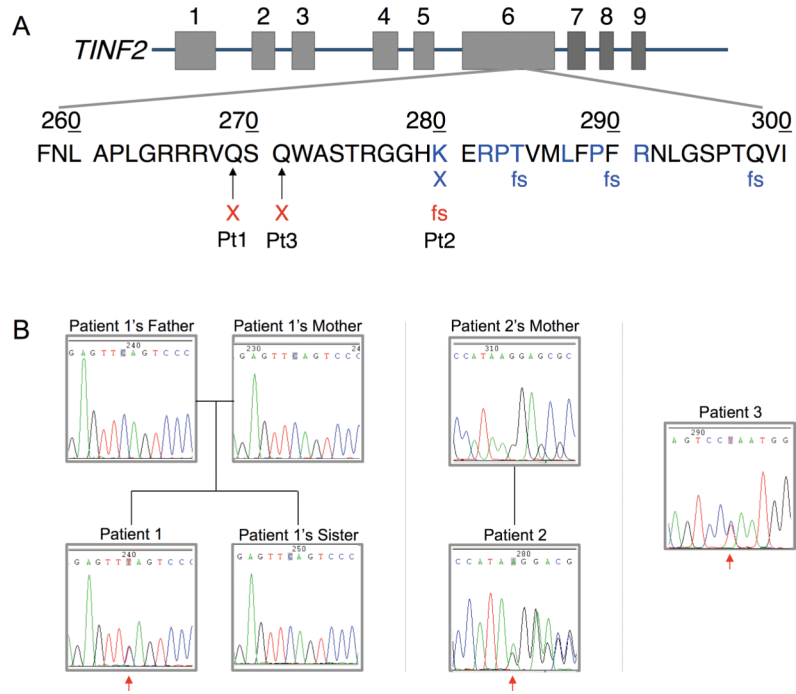 A
TINF2
1 2 3 4 5 6 7 8 9
260 270 280 290 300
FNL APLGRRRVQS QWASTRGGHK ERPTVMLFPF RNLGSPTQVI
X fs fs fs
X X fs
Pt1 Pt3 Pt2
B
Patient 1's Father Patient 1's Mother Patient 2's Mother
240 230 24 310
GAGTTCAGTCCC GAGTTCAGTCCC CCATAAGGAGCGC
Patient 3
290
AGTCCYAATGG
Patient 1 Patient 1's Sister Patient 2
240 250 280
GAGTTTAGTCCC GAGTTCAGTCCC CCATAAGGACG